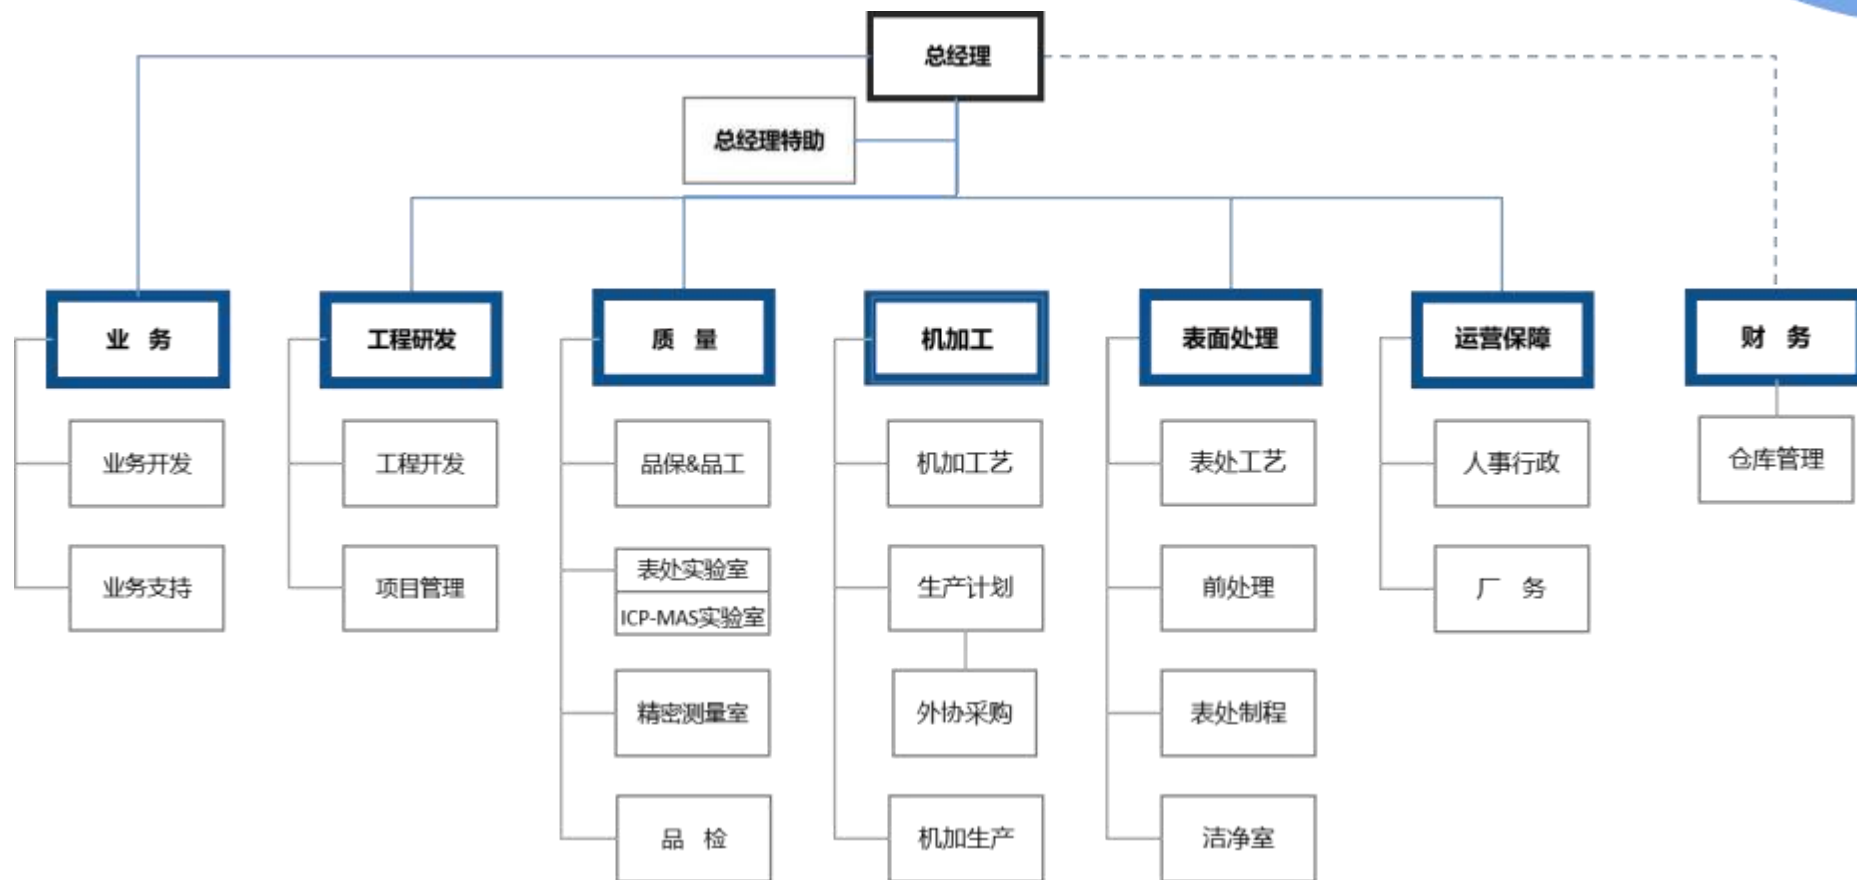 总经理
总经理特助
业 务
工程研发
质 量
机加工
表面处理
运营保障
财 务
业务开发
工程开发
品保&品工
机加工艺
表处工艺
人事行政
仓库管理
业务支持
项目管理
表处实验室
ICP-MAS实验室
生产计划
前处理
厂 务
精密测量室
外协采购
表处制程
品 检
机加生产
洁净室